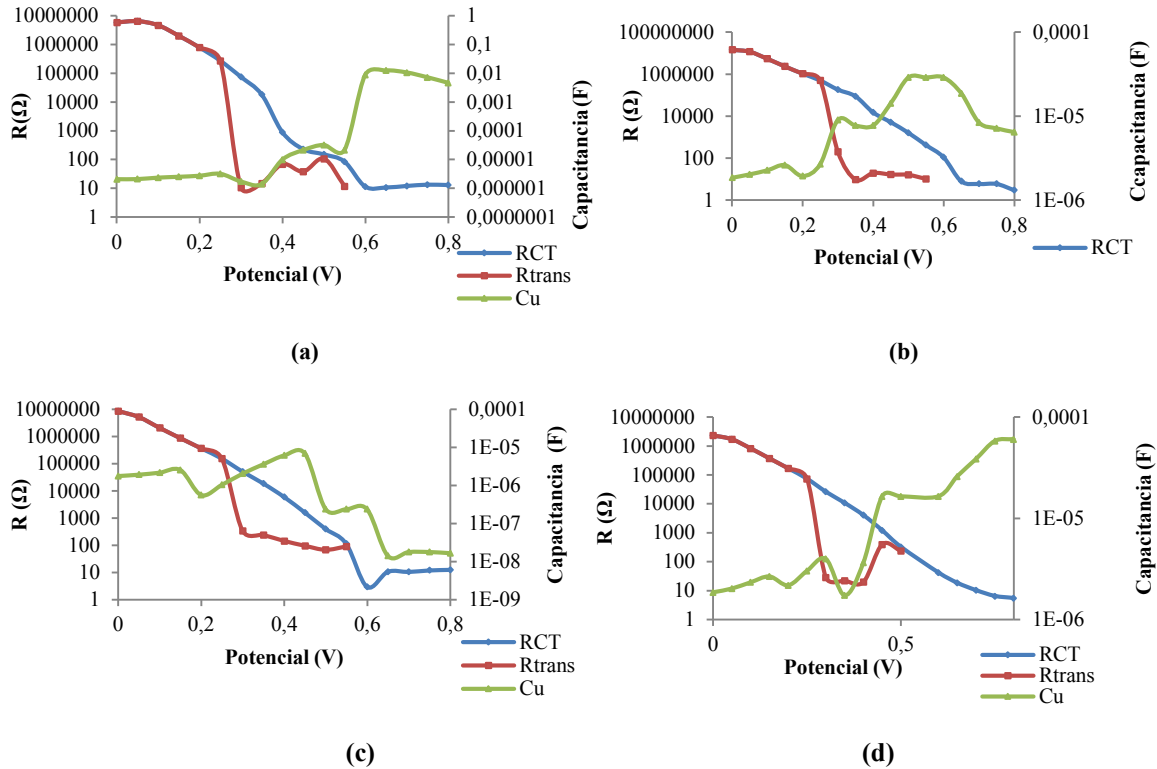 10000000
1000000
100000
10000
1000
100
10
1
R(Ω)
1
0,1
0,01
0,001
0,0001
0,00001
0,000001
0,0000001
Capacitancia (F)
0
0,2
0,4
0,6
0,8
Potencial (V)
RCT
Rtrans
Cu
(a)
100000000
1000000
10000
100
1
R (Ω)
0,0001
1E-05
1E-06
Ccapacitancia (F)
0
0,2
0,4
0,6
0,8
Potencial (V)
RCT
(b)
10000000
1000000
100000
10000
1000
100
10
1
R (Ω)
0,0001
1E-05
1E-06
1E-07
1E-08
1E-09
Capacitancia (F)
0
0,2
0,4
0,6
0,8
Potencial (V)
RCT
Rtrans
Cu
(c)
10000000
1000000
100000
10000
1000
100
10
1
R (Ω)
0,0001
1E-05
1E-06
Capacitancia (F)
0
0,5
Potencial (V)
RCT
Rtrans
Cu
(d)